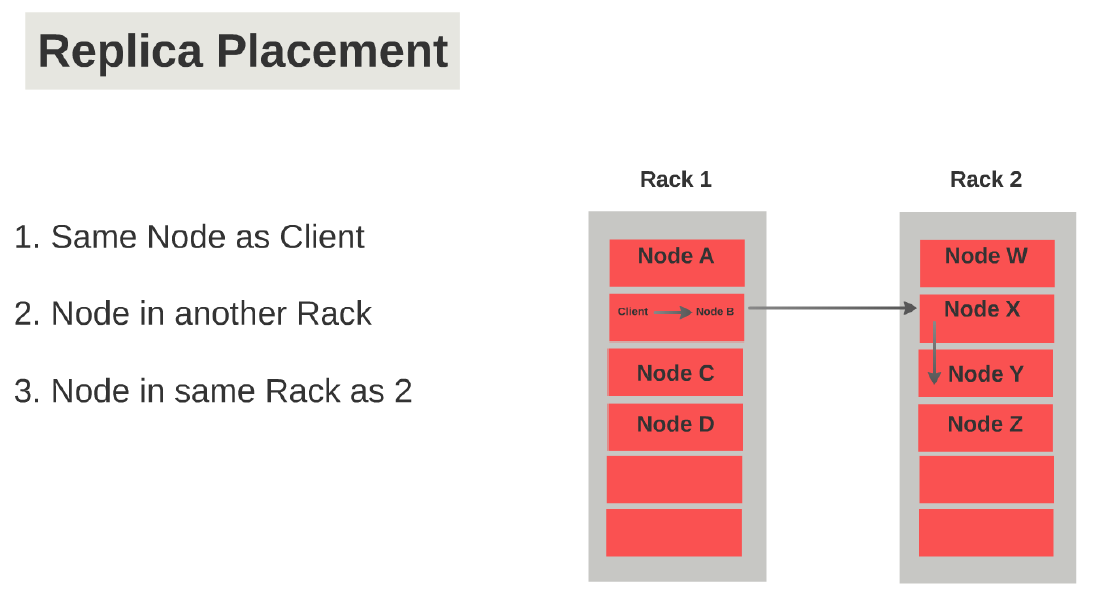 Replica Placement
1. Same Node as Client
2. Node in another Rack
3. Node in same Rack as 2
Rack 1
Node A
Client Node B
Node C
Node D
Rack 2
Node W
Node X
Node Y
Node Z